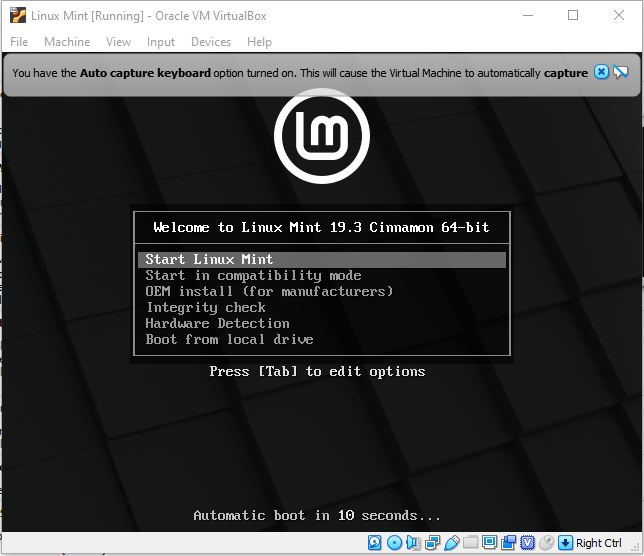 Linux Mint [Running] - Oracle VM VirtualBox
File Machine View Input Devices Help
You have the Auto capture keyboard option turned on. This will cause the Virtual Machine to automatically capture
Welcome to Linux Mint 19.3 Cinnamon 64-bit
Start Linux Mint
Start in compatibility mode
OEM install (for manufacturers)
Integrity check
Hardware Detection
Boot from local drive
Press [Tab] to edit options
Automatic boot in 10 seconds...
Right Ctrl